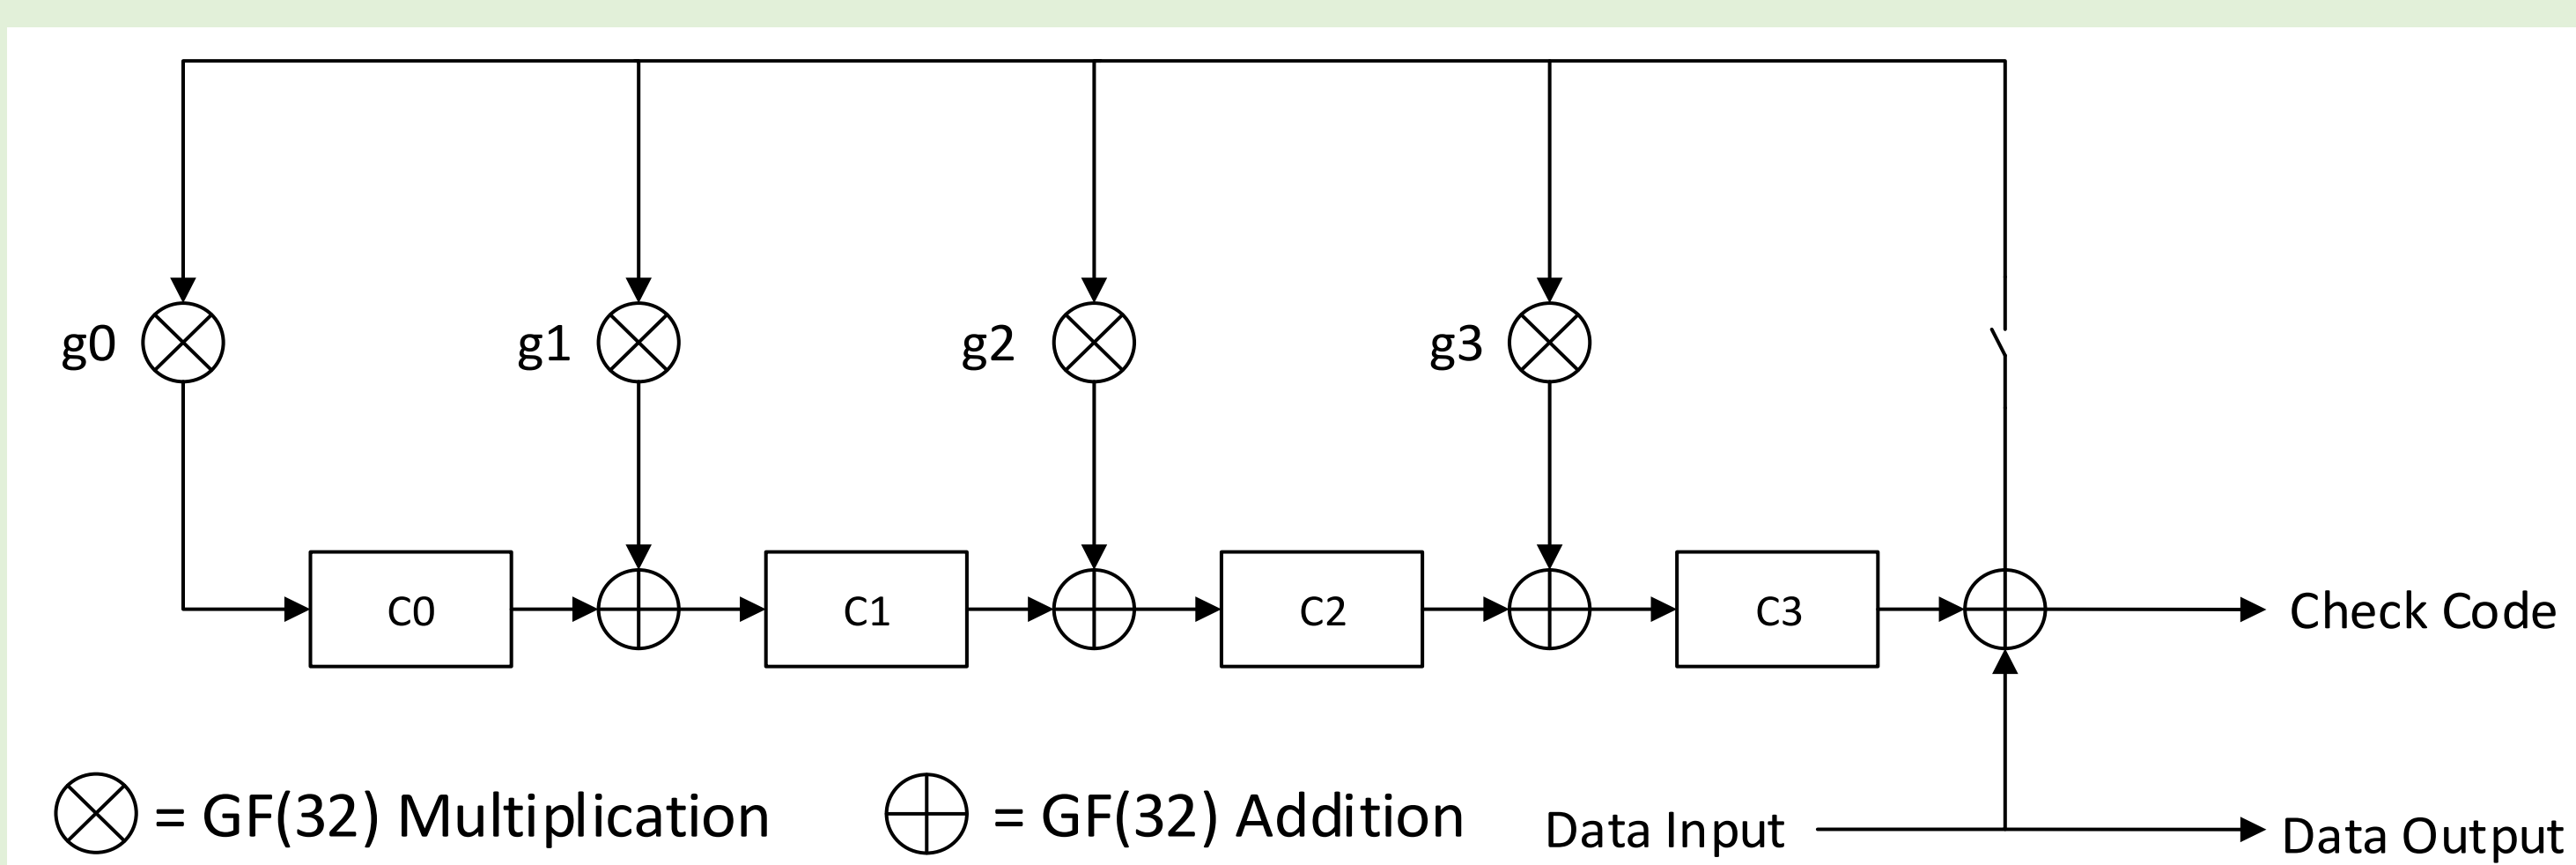 g0
g1
g2
g3
C0
C1
C2
C3
Check Code
= GF(32) Multiplication
= GF(32) Addition
Data Input
Data Output